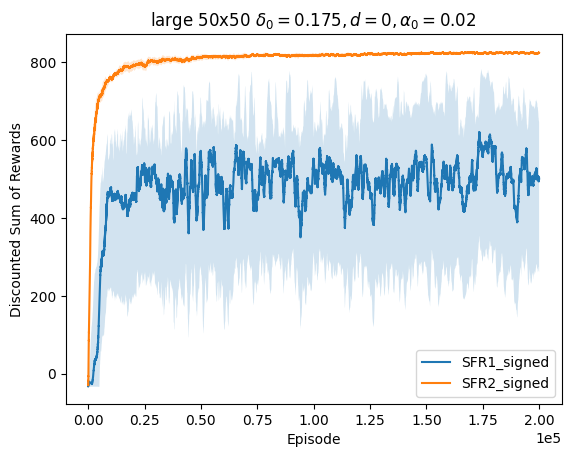 large 50x50 δ₀ = 0.175, d = 0, α₀ = 0.02
Discounted Sum of Rewards
800
600
400
200
0
0.00 0.25 0.50 0.75 1.00 1.25 1.50 1.75 2.00
1e5
Episode
SFR1_signed
SFR2_signed